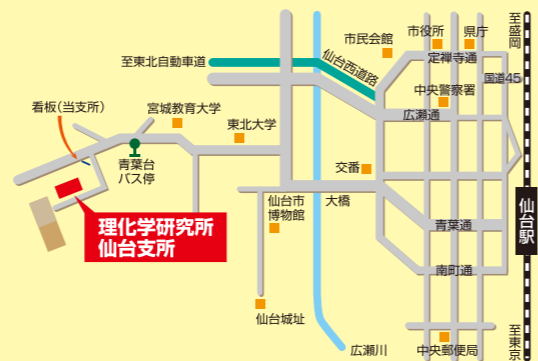 至盛岡
市役所
県庁
市民会館
定禅寺通
至東北自動車道
仙台西道路
国道45
中央警察署
看板(当支所)
宮城教育大学
東北大学
広瀬通
青葉台
バス停
交番
仙台市
博物館
大橋
仙台駅
理化学研究所
仙台支所
青葉通
南町通
仙台城址
広瀬川
中央郵便局
至東京